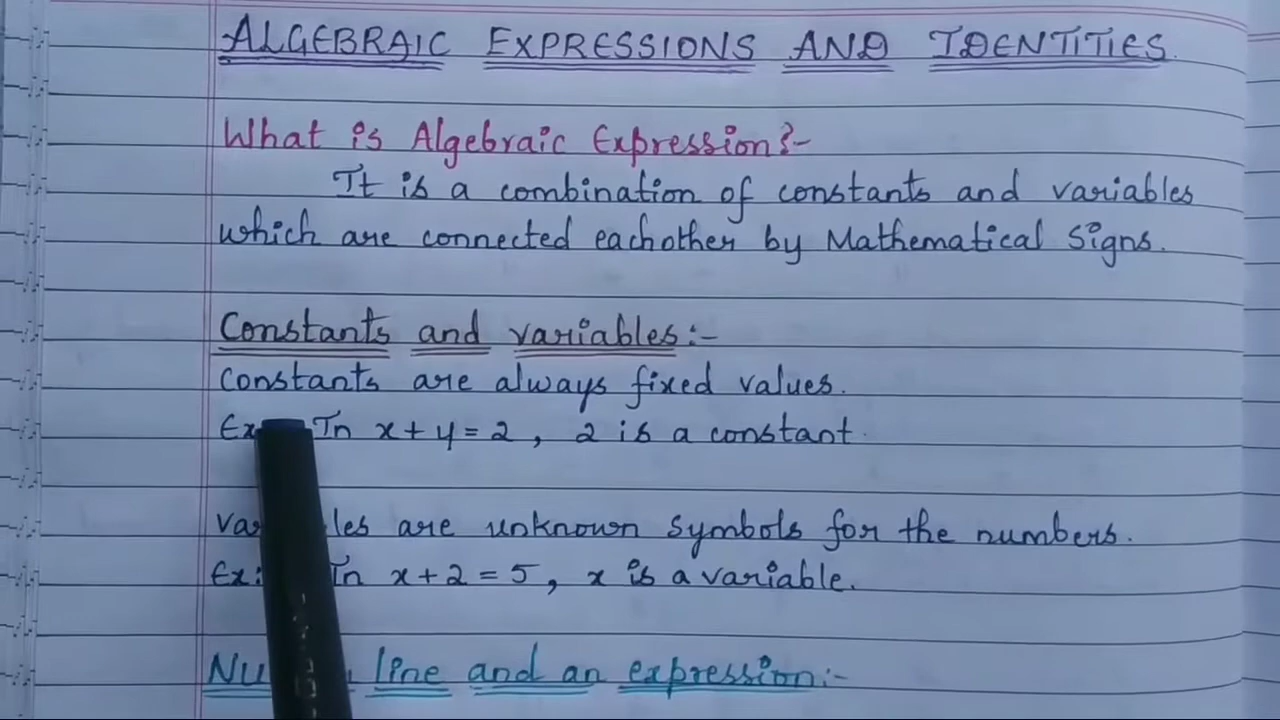 ALGEBRAIC EXPRESSIONS AND IDENTITIES.
What is Algebraic Expression?-
It is a combination of constants and variables
which are connected eachother by Mathematical Signs.
Constants and variables:-
Constants are always fixed values.
Ex In x+y=2, 2 is a constant.
are unknown symbols for the numbers.
Ex: In x+2=5, x is a variable.
line and an expression:-